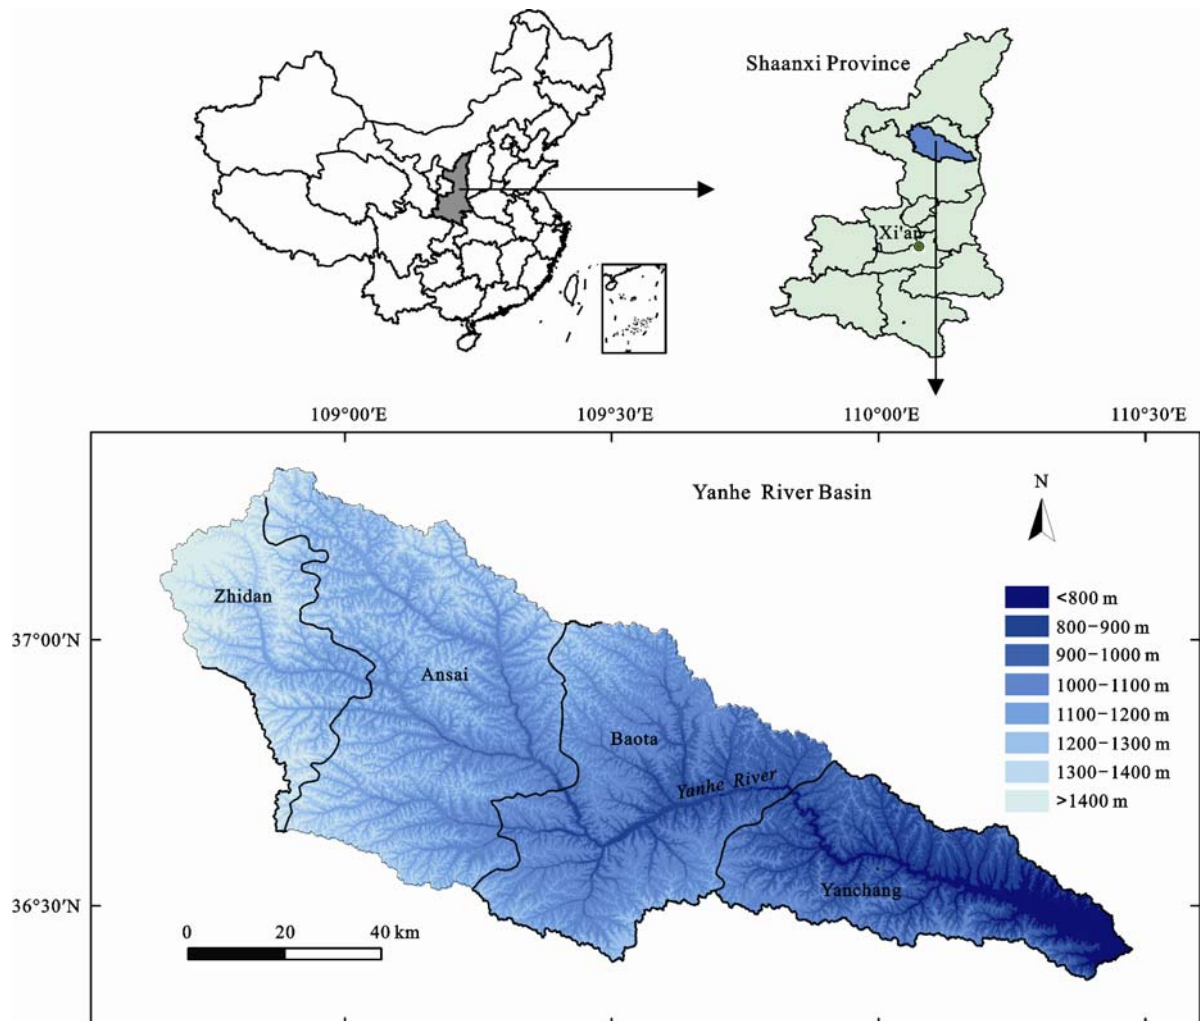 Shaanxi Province
Xi'an
109°00′E
109°30′E
110°00′E
110°30′E
Yanhe River Basin
N
Zhidan
37°00′N
Ansai
Baota
Yanhe River
Yanchang
36°30′N
<800 m
800−900 m
900−1000 m
1000−1100 m
1100−1200 m
1200−1300 m
1300−1400 m
>1400 m
0 20 40 km